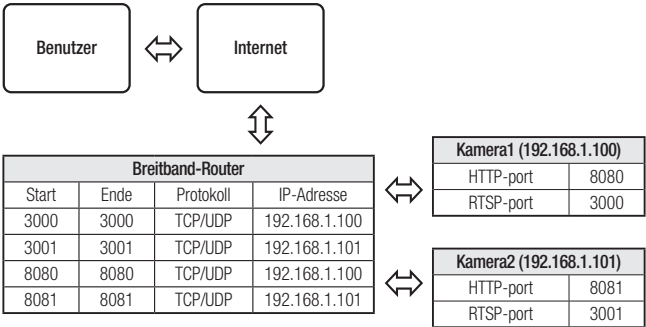 Benutzer
Internet
Breitband-Router
Start Ende Protokoll IP-Adresse
3000 3000 TCP/UDP 192.168.1.100
3001 3001 TCP/UDP 192.168.1.101
8080 8080 TCP/UDP 192.168.1.100
8081 8081 TCP/UDP 192.168.1.101
Kamera1 (192.168.1.100)
HTTP-port 8080
RTSP-port 3000
Kamera2 (192.168.1.101)
HTTP-port 8081
RTSP-port 3001